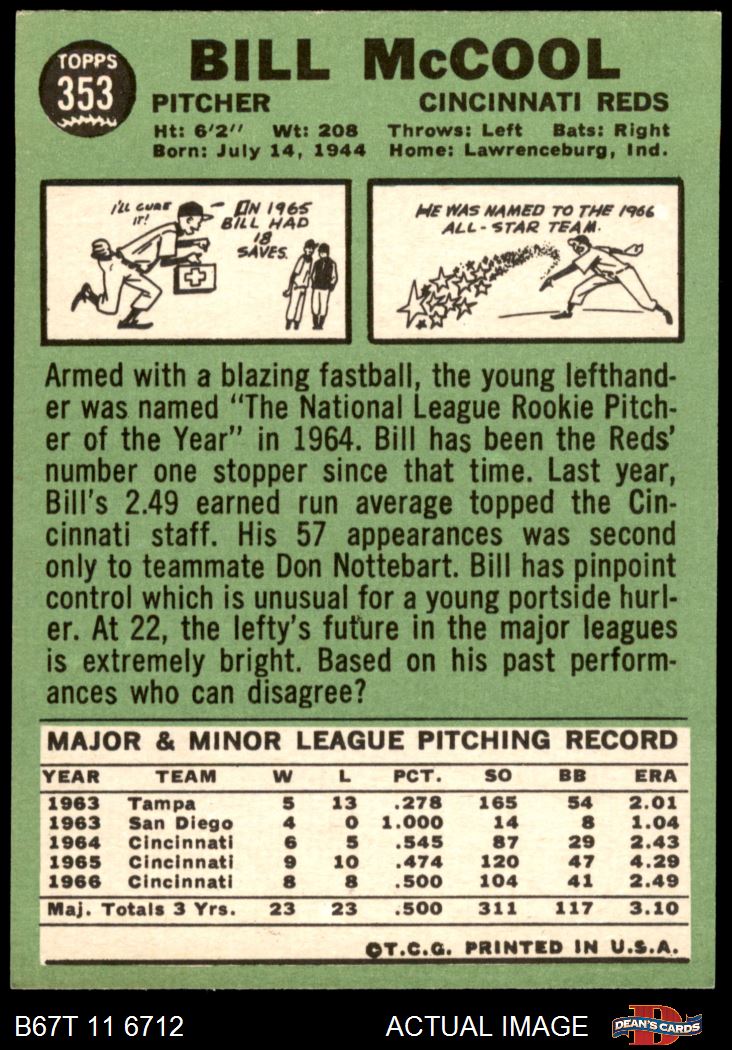 TOPPS
353
BILL McCOOL
PITCHER CINCINNATI REDS
Ht: 6'2" Wt: 208 Throws: Left Bats: Right
Born: July 14, 1944 Home: Lawrenceburg, Ind.
I'LL CURE
IT!
IN 1965
BILL HAD
18
SAVES.
HE WAS NAMED TO THE 1966
ALL-STAR TEAM.
Armed with a blazing fastball, the young lefthand-
er was named "The National League Rookie Pitch-
er of the Year" in 1964. Bill has been the Reds'
number one stopper since that time. Last year,
Bill's 2.49 earned run average topped the Cin-
cinnati staff. His 57 appearances was second
only to teammate Don Nottebart. Bill has pinpoint
control which is unusual for a young portside hurl-
er. At 22, the lefty's future in the major leagues
is extremely bright. Based on his past perform-
ances who can disagree?
MAJOR & MINOR LEAGUE PITCHING RECORD
YEAR TEAM W L PCT. SO BB ERA
1963 Tampa 5 13 .278 165 54 2.01
1963 San Diego 4 0 1.000 14 8 1.04
1964 Cincinnati 6 5 .545 87 29 2.43
1965 Cincinnati 9 10 .474 120 47 4.29
1966 Cincinnati 8 8 .500 104 41 2.49
Maj. Totals 3 Yrs. 23 23 .500 311 117 3.10
©T.C.G. PRINTED IN U.S.A.
B67T 11 6712 ACTUAL IMAGE D DEAN'S CARDS